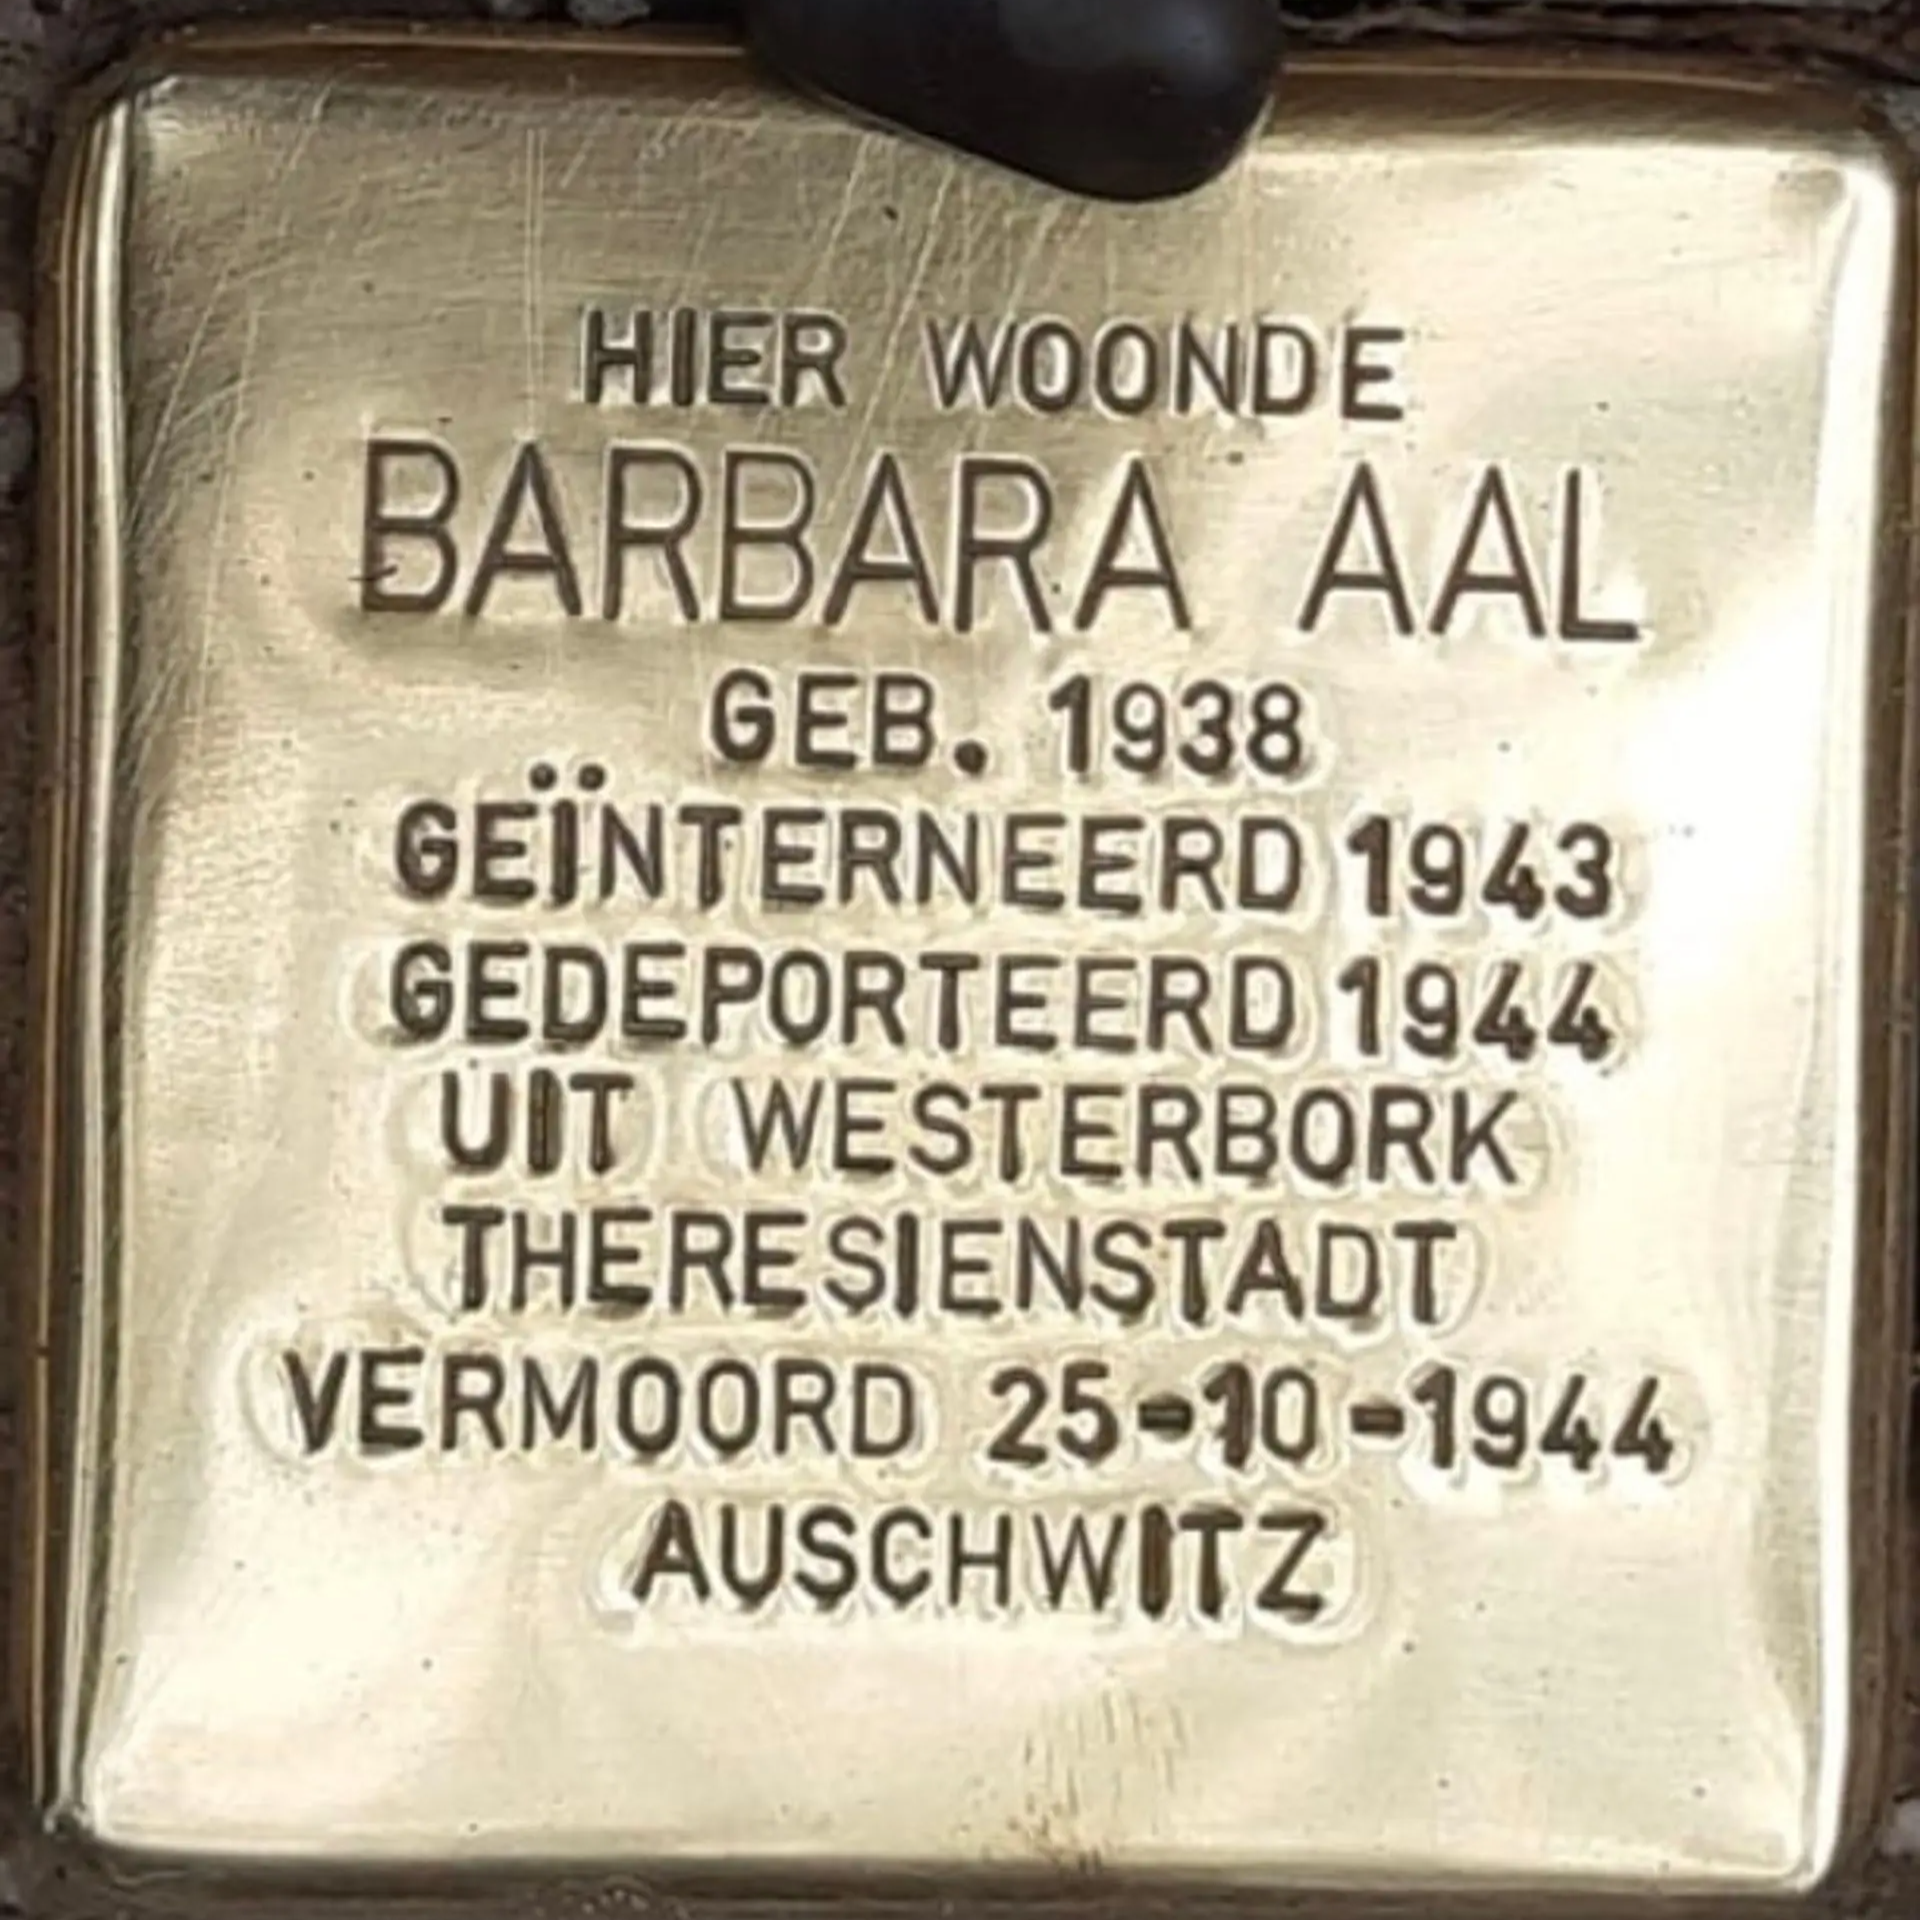 HIER WOONDE
BARBARA AAL
GEB. 1938
GEÏNTERNEERD 1943
GEDEPORTEERD 1944
UIT WESTERBORK
THERESIENSTADT
VERMOORD 25-10-1944
AUSCHWITZ